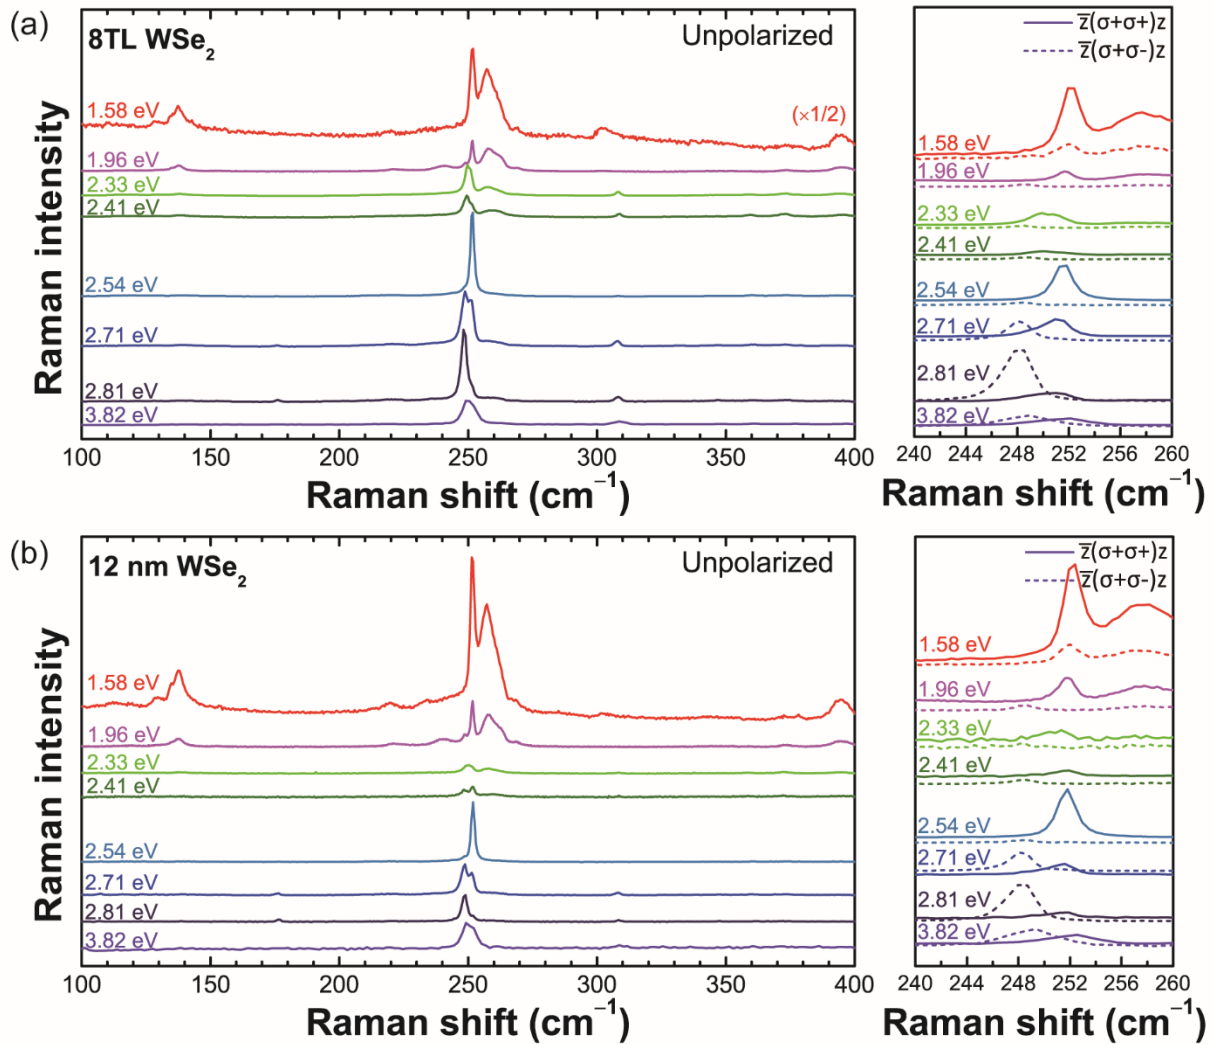 (a)
8TL WSe₂
Unpolarized
1.58 eV
(×1/2)
1.96 eV
2.33 eV
2.41 eV
2.54 eV
2.71 eV
2.81 eV
3.82 eV
100 150 200 250 300 350 400
Raman shift (cm⁻¹)
Raman intensity
z̅(σ+σ+)z
z̅(σ+σ-)z
1.58 eV
1.96 eV
2.33 eV
2.41 eV
2.54 eV
2.71 eV
2.81 eV
3.82 eV
240 244 248 252 256 260
Raman shift (cm⁻¹)
(b)
12 nm WSe₂
Unpolarized
1.58 eV
1.96 eV
2.33 eV
2.41 eV
2.54 eV
2.71 eV
2.81 eV
3.82 eV
100 150 200 250 300 350 400
Raman shift (cm⁻¹)
Raman intensity
z̅(σ+σ+)z
z̅(σ+σ-)z
1.58 eV
1.96 eV
2.33 eV
2.41 eV
2.54 eV
2.71 eV
2.81 eV
3.82 eV
240 244 248 252 256 260
Raman shift (cm⁻¹)